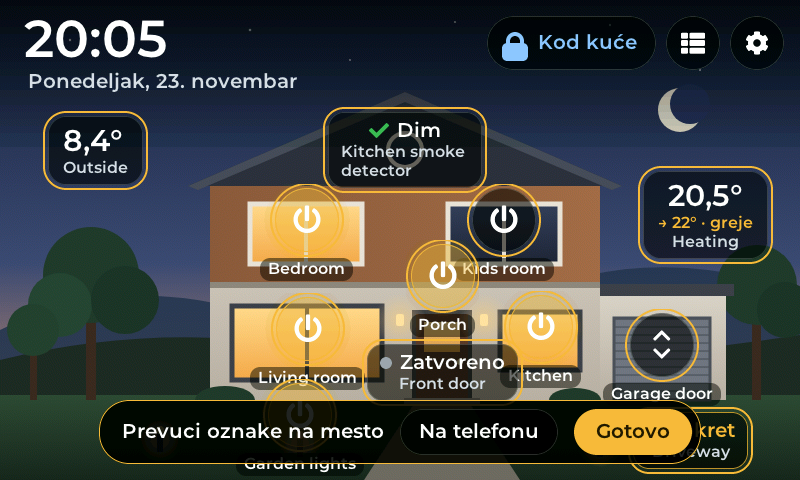 20:05
Ponedeljak, 23. novembar
Kod kuće
8,4°
Outside
Dim
Kitchen smoke
detector
20,5°
→ 22° · greje
Heating
Bedroom
Kids room
Porch
Living room
Zatvoreno
Front door
Kitchen
Garage door
Prevuci oznake na mesto
Na telefonu
Gotovo
Garden lights